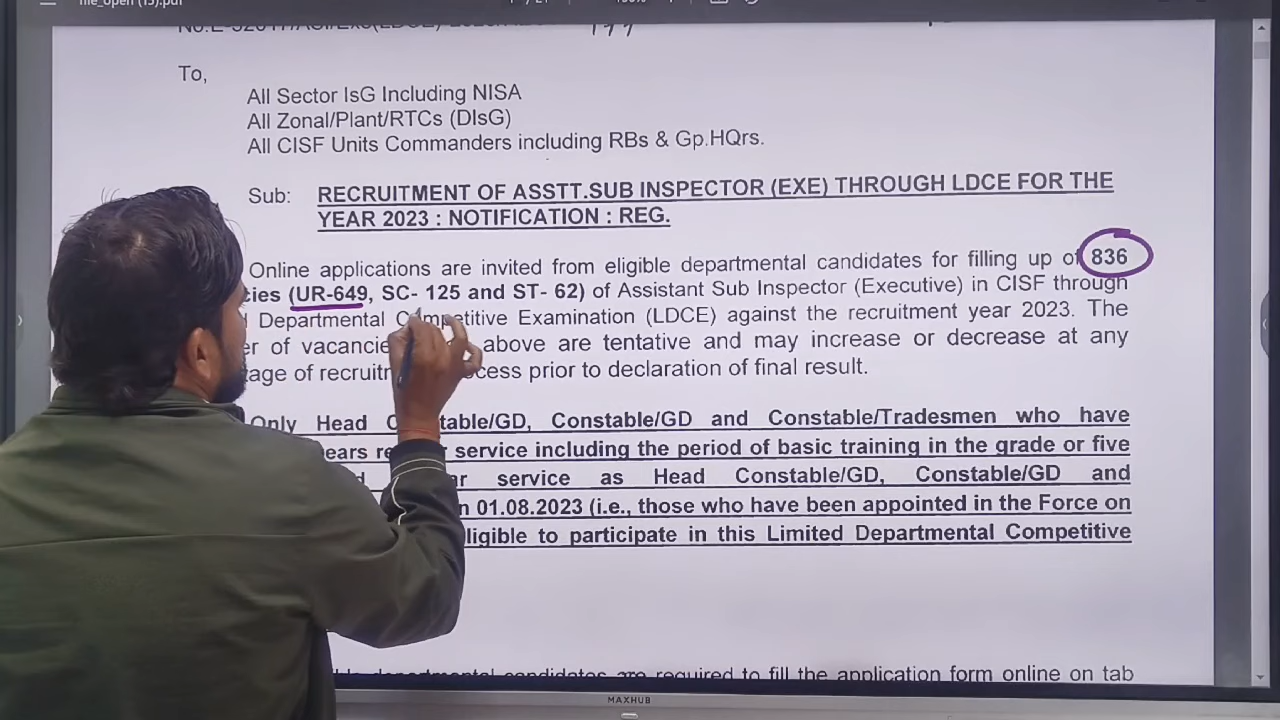 To,
All Sector IsG Including NISA
All Zonal/Plant/RTCs (DIsG)
All CISF Units Commanders including RBs & Gp.HQrs.
Sub: RECRUITMENT OF ASSTT.SUB INSPECTOR (EXE) THROUGH LDCE FOR THE
YEAR 2023 : NOTIFICATION : REG.
Online applications are invited from eligible departmental candidates for filling up of 836
(UR-649, SC- 125 and ST- 62) of Assistant Sub Inspector (Executive) in CISF through
Departmental Competitive Examination (LDCE) against the recruitment year 2023. The
of above are tentative and may increase or decrease at any
of process prior to declaration of final result.
Only Head Constable/GD, Constable/GD and Constable/Tradesmen who have
service including the period of basic training in the grade or five
service as Head Constable/GD, Constable/GD and
01.08.2023 (i.e., those who have been appointed in the Force on
eligible to participate in this Limited Departmental Competitive
departmental candidates are required to fill the application form online on tab
MAXHUB